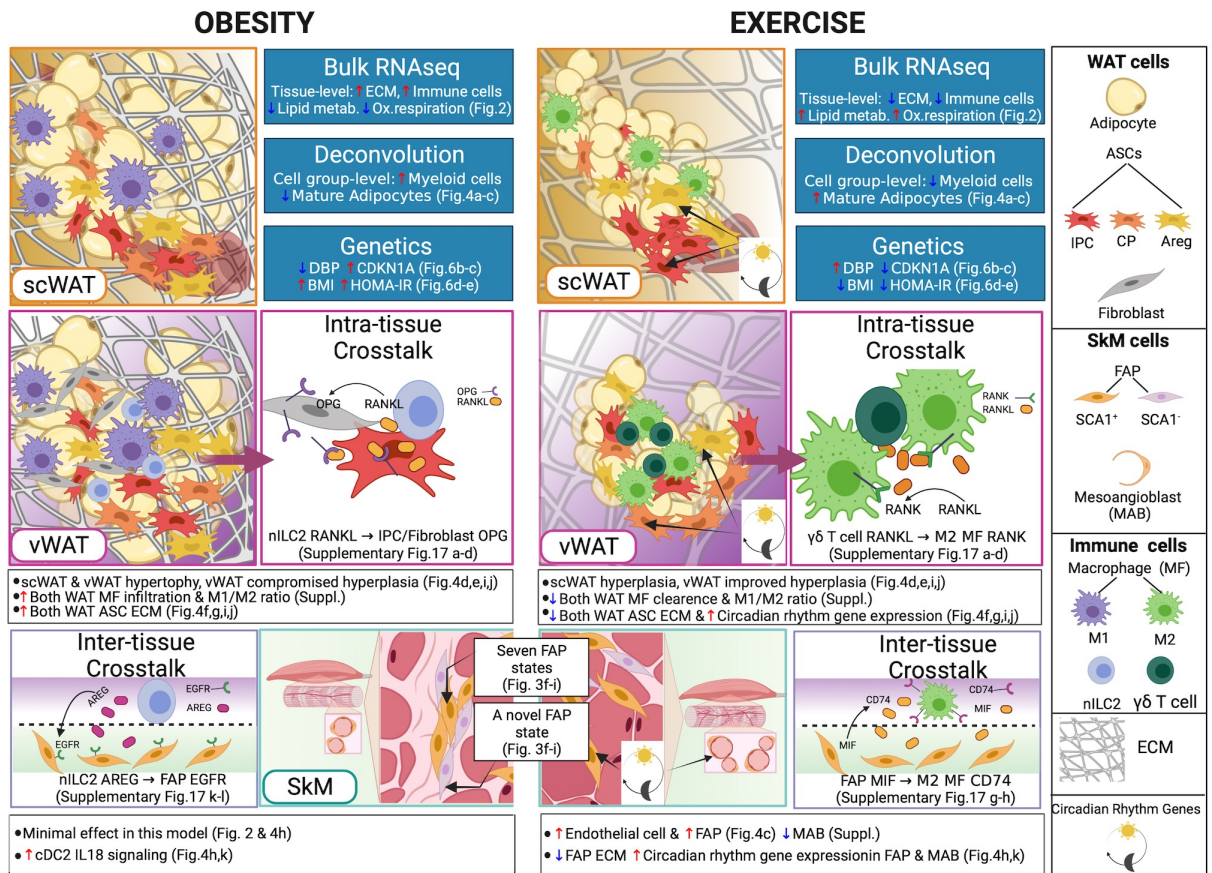 OBESITY
Bulk RNAseq
Tissue-level:↑ECM, ↑Immune cells
↓Lipid metab. ↓Ox.respiration (Fig.2)
Deconvolution
Cell group-level:↑Myeloid cells
↓Mature Adipocytes (Fig.4a-c)
Genetics
↓DBP ↑CDKN1A (Fig.6b-c)
↑BMI ↑HOMA-IR (Fig.6d-e)
scWAT
Intra-tissue
Crosstalk
OPG
RANKL
OPG
RANKL
nILC2 RANKL → IPC/Fibroblast OPG
(Supplementary Fig.17 a-d)
vWAT
•scWAT & vWAT hypertophy, vWAT compromised hyperplasia (Fig.4d,e,i,j)
•↑Both WAT MF infiltration & M1/M2 ratio (Suppl.)
•↑Both WAT ASC ECM (Fig.4f,g,i,j)
Inter-tissue
Crosstalk
AREG
EGFR
AREG
EGFR
nILC2 AREG → FAP EGFR
(Supplementary Fig.17 k-l)
SkM
Seven FAP
states
(Fig. 3f-i)
A novel FAP
state
(Fig. 3f-i)
•Minimal effect in this model (Fig. 2 & 4h)
•↑cDC2 IL18 signaling (Fig.4h,k)
EXERCISE
Bulk RNAseq
Tissue-level: ↓ECM,↓Immune cells
↑Lipid metab.↑Ox.respiration (Fig.2)
Deconvolution
Cell group-level: ↓Myeloid cells
↑Mature Adipocytes (Fig.4a-c)
Genetics
↑DBP ↓CDKN1A (Fig.6b-c)
↓BMI ↓HOMA-IR (Fig.6d-e)
scWAT
Intra-tissue
Crosstalk
RANK
RANKL
RANK
RANKL
γδ T cell RANKL → M2 MF RANK
(Supplementary Fig.17 a-d)
vWAT
•scWAT hyperplasia, vWAT improved hyperplasia (Fig.4d,e,i,j)
•↓Both WAT MF clearence & M1/M2 ratio (Suppl.)
•↓Both WAT ASC ECM &↑Circadian rhythm gene expression (Fig.4f,g,i,j)
Inter-tissue
Crosstalk
CD74
CD74
MIF
MIF
FAP MIF→ M2 MF CD74
(Supplementary Fig.17 g-h)
•↑Endothelial cell & ↑FAP (Fig.4c) ↓MAB (Suppl.)
•↓FAP ECM ↑Circadian rhythm gene expressionin FAP & MAB (Fig.4h,k)
WAT cells
Adipocyte
ASCs
IPC CP Areg
Fibroblast
SkM cells
FAP
SCA1⁺ SCA1⁻
Mesoangioblast
(MAB)
Immune cells
Macrophage (MF)
M1 M2
nILC2 γδ T cell
ECM
Circadian Rhythm Genes